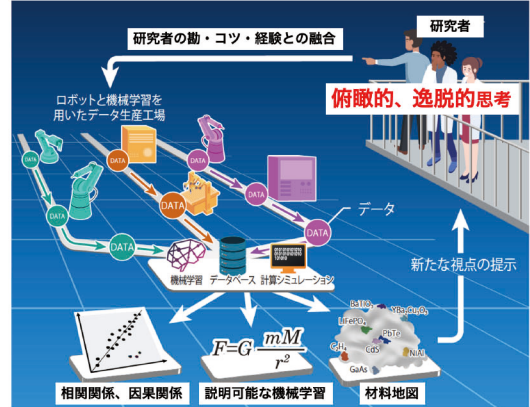 研究者の勘・コツ・経験との融合
研究者
俯瞰的、逸脱的思考
ロボットと機械学習を
用いたデータ生産工場
DATA
DATA
DATA
DATA
DATA
DATA
DATA
DATA
データ
機械学習
データベース
計算シミュレーション
新たな視点の提示
F=G mM/r²
BaTiO₃
YBa₂Cu₃O₇
LiFePO₄
PbTe
C₂H₄
CdS
NiAl
GaAs
相関関係、因果関係
説明可能な機械学習
材料地図